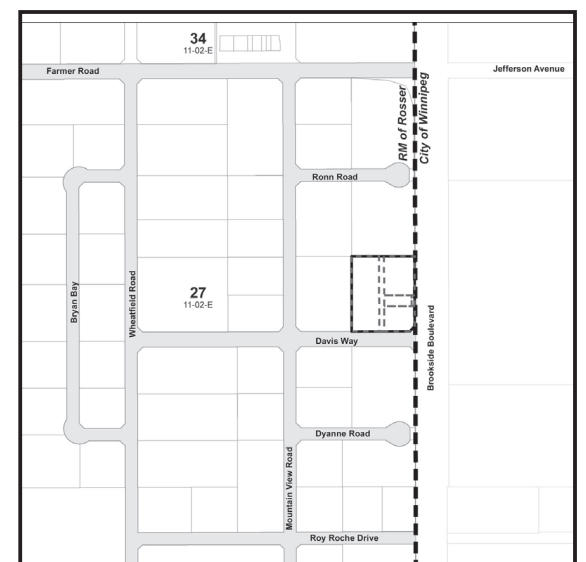 34
11-02-E
Farmer Road
Jefferson Avenue
RM of Rosser
City of Winnipeg
Ronn Road
Bryan Bay
Wheatfield Road
27
11-02-E
Davis Way
Brookside Boulevard
Dyanne Road
Mountain View Road
Roy Roche Drive